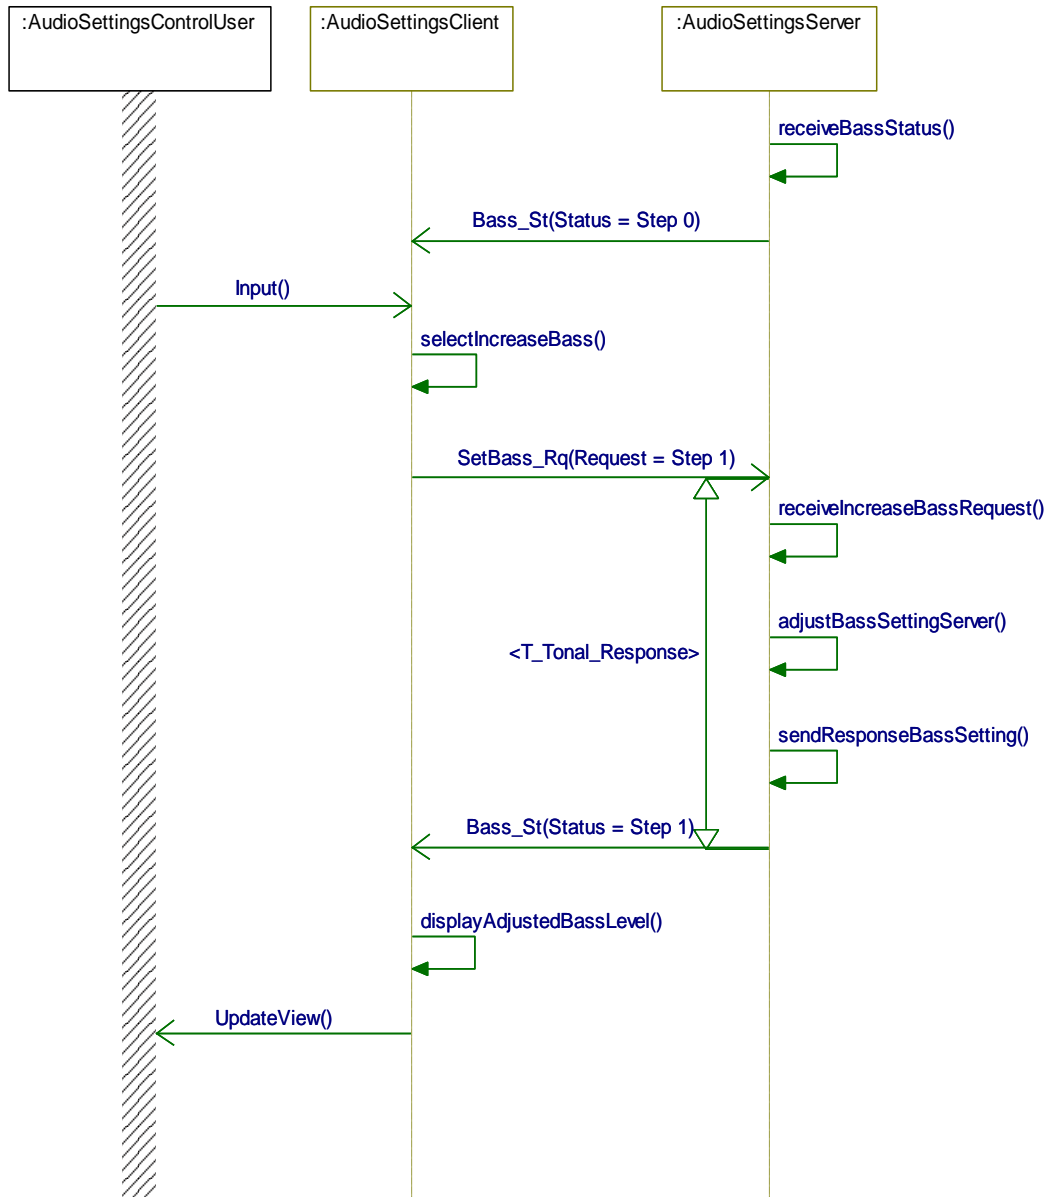 :AudioSettingsControlUser
:AudioSettingsClient
:AudioSettingsServer
receiveBassStatus()
Bass_St(Status = Step 0)
Input()
selectIncreaseBass()
SetBass_Rq(Request = Step 1)
receiveIncreaseBassRequest()
adjustBassSettingServer()
<T_Tonal_Response>
sendResponseBassSetting()
Bass_St(Status = Step 1)
displayAdjustedBassLevel()
UpdateView()